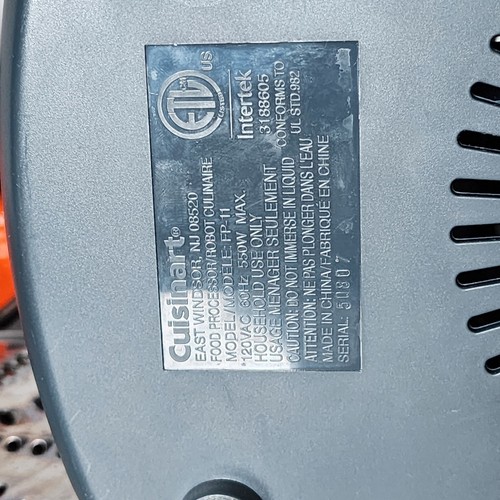 Cuisinart®
EAST WINDSOR, NJ 08520
FOOD PROCESSOR/ROBOT CULINAIRE
MODEL/MODELE: FP-11
*120VAC 60Hz 550W MAX.
HOUSEHOLD USE ONLY
USAGE MENAGER SEULEMENT
CAUTION: DO NOT IMMERSE IN LIQUID
ATTENTION: NE PAS PLONGER DANS L'EAU
MADE IN CHINA/FABRIQUE EN CHINE
SERIAL:
ETL
US
Intertek
3188605
CONFORMS TO
UL STD.982